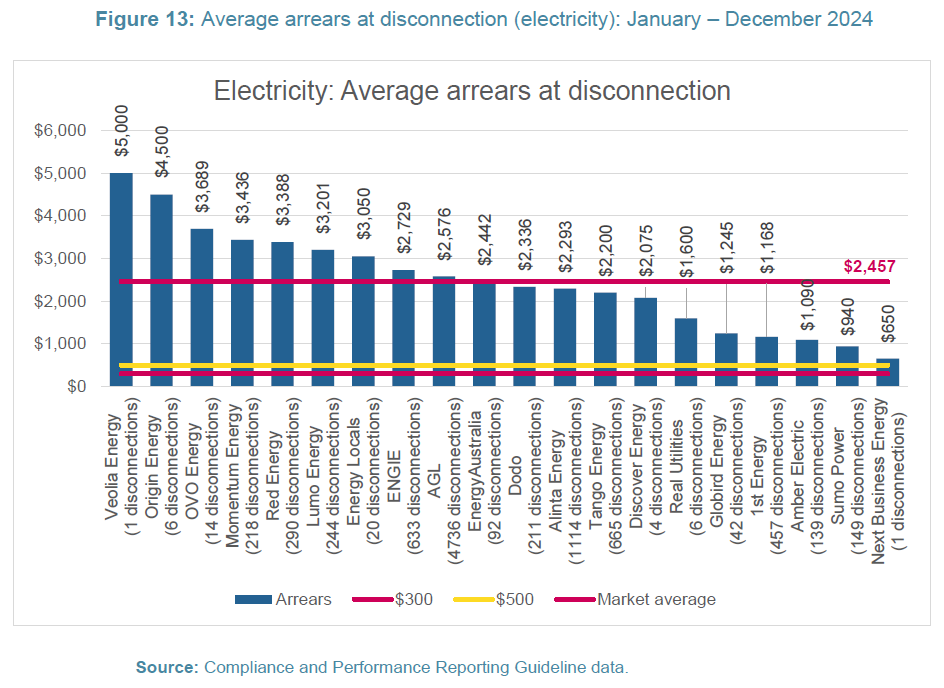 Figure 13: Average arrears at disconnection (electricity): January – December 2024
Electricity: Average arrears at disconnection
$6,000
$5,000
$4,000
$3,000
$2,000
$1,000
$0
$5,000
$4,500
$3,689
$3,436
$3,388
$3,201
$3,050
$2,729
$2,576
$2,442
$2,336
$2,293
$2,200
$2,075
$1,600
$1,245
$1,168
$1,090
$940
$650
$2,457
Veolia Energy
(1 disconnections)
Origin Energy
(6 disconnections)
OVO Energy
(14 disconnections)
Momentum Energy
(218 disconnections)
Red Energy
(290 disconnections)
Lumo Energy
(244 disconnections)
Energy Locals
(20 disconnections)
ENGIE
(633 disconnections)
AGL
(4736 disconnections)
EnergyAustralia
(92 disconnections)
Dodo
(211 disconnections)
Alinta Energy
(1114 disconnections)
Tango Energy
(665 disconnections)
Discover Energy
(4 disconnections)
Real Utilities
(6 disconnections)
Globird Energy
(42 disconnections)
1st Energy
(457 disconnections)
Amber Electric
(139 disconnections)
Sumo Power
(149 disconnections)
Next Business Energy
(1 disconnections)
Arrears
$300
$500
Market average
Source: Compliance and Performance Reporting Guideline data.